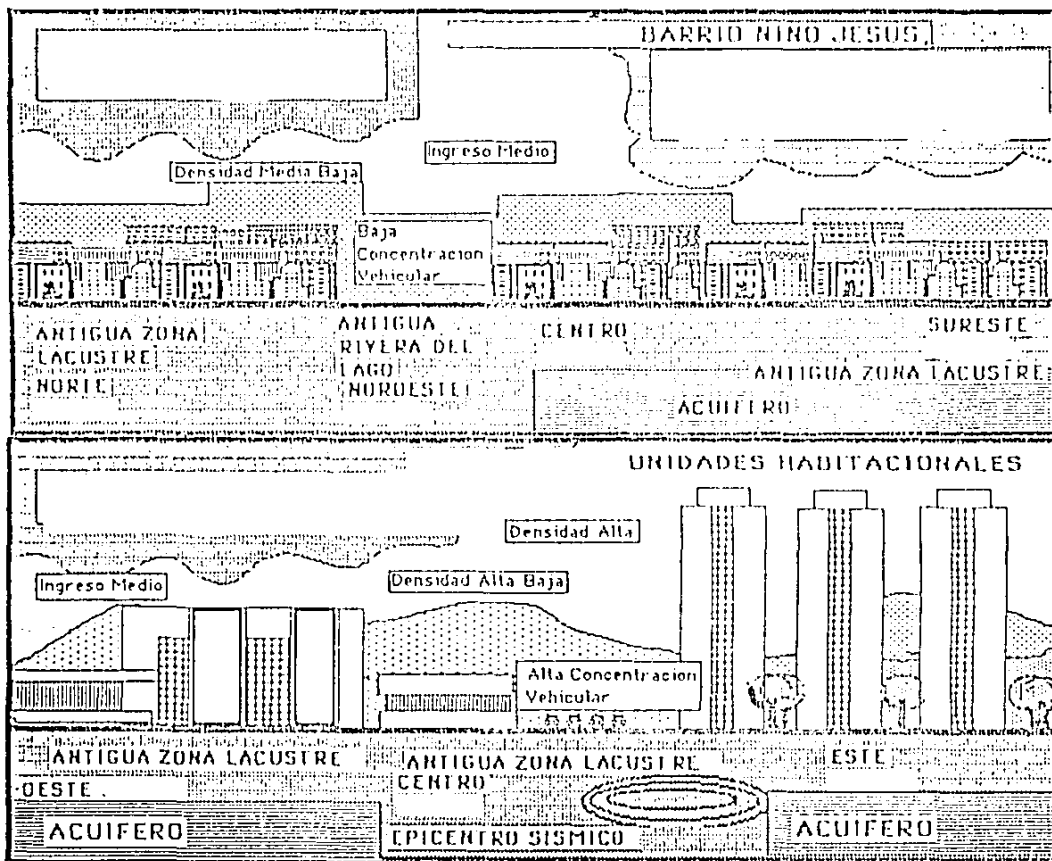 BARRIO NINO JESUS.
Ingreso Medio
Densidad Media Baja
Baja
Concentracion
Vehicular
ANTIGUA ZONA
LACUSTRE
NORTE
ANTIGUA
RIVERA DEL
LAGO
NOROESTE
CENTRO
SURESTE
ANTIGUA ZONA LACUSTRE
ACUIFERO
UNIDADES HABITACIONALES
Densidad Alta
Ingreso Medio
Densidad Alta Baja
Alta Concentracion
Vehicular
ANTIGUA ZONA LACUSTRE
OESTE.
ACUIFERO
ANTIGUA ZONA LACUSTRE
CENTRO
EPICENTRO SISMICO
ESTE
ACUIFERO